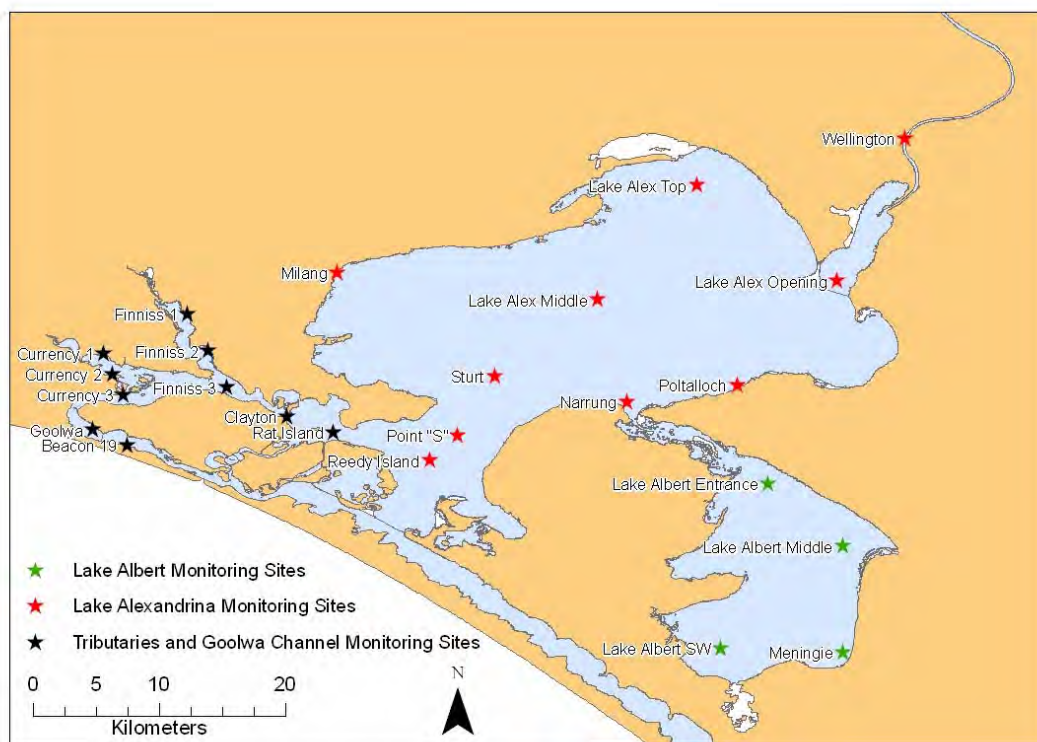 Wellington
Lake Alex Top
Milang
Lake Alex Opening
Lake Alex Middle
Finniss 1
Currency 1
Finniss 2
Currency 2
Sturt
Poltalloch
Currency 3
Finniss 3
Narrung
Clayton
Goolwa
Rat Island
Point "S"
Beacon 19
Reedy Island
Lake Albert Entrance
Lake Albert Middle
Lake Albert SW
Meningie
Lake Albert Monitoring Sites
Lake Alexandrina Monitoring Sites
Tributaries and Goolwa Channel Monitoring Sites
0 5 10 20
Kilometers
N